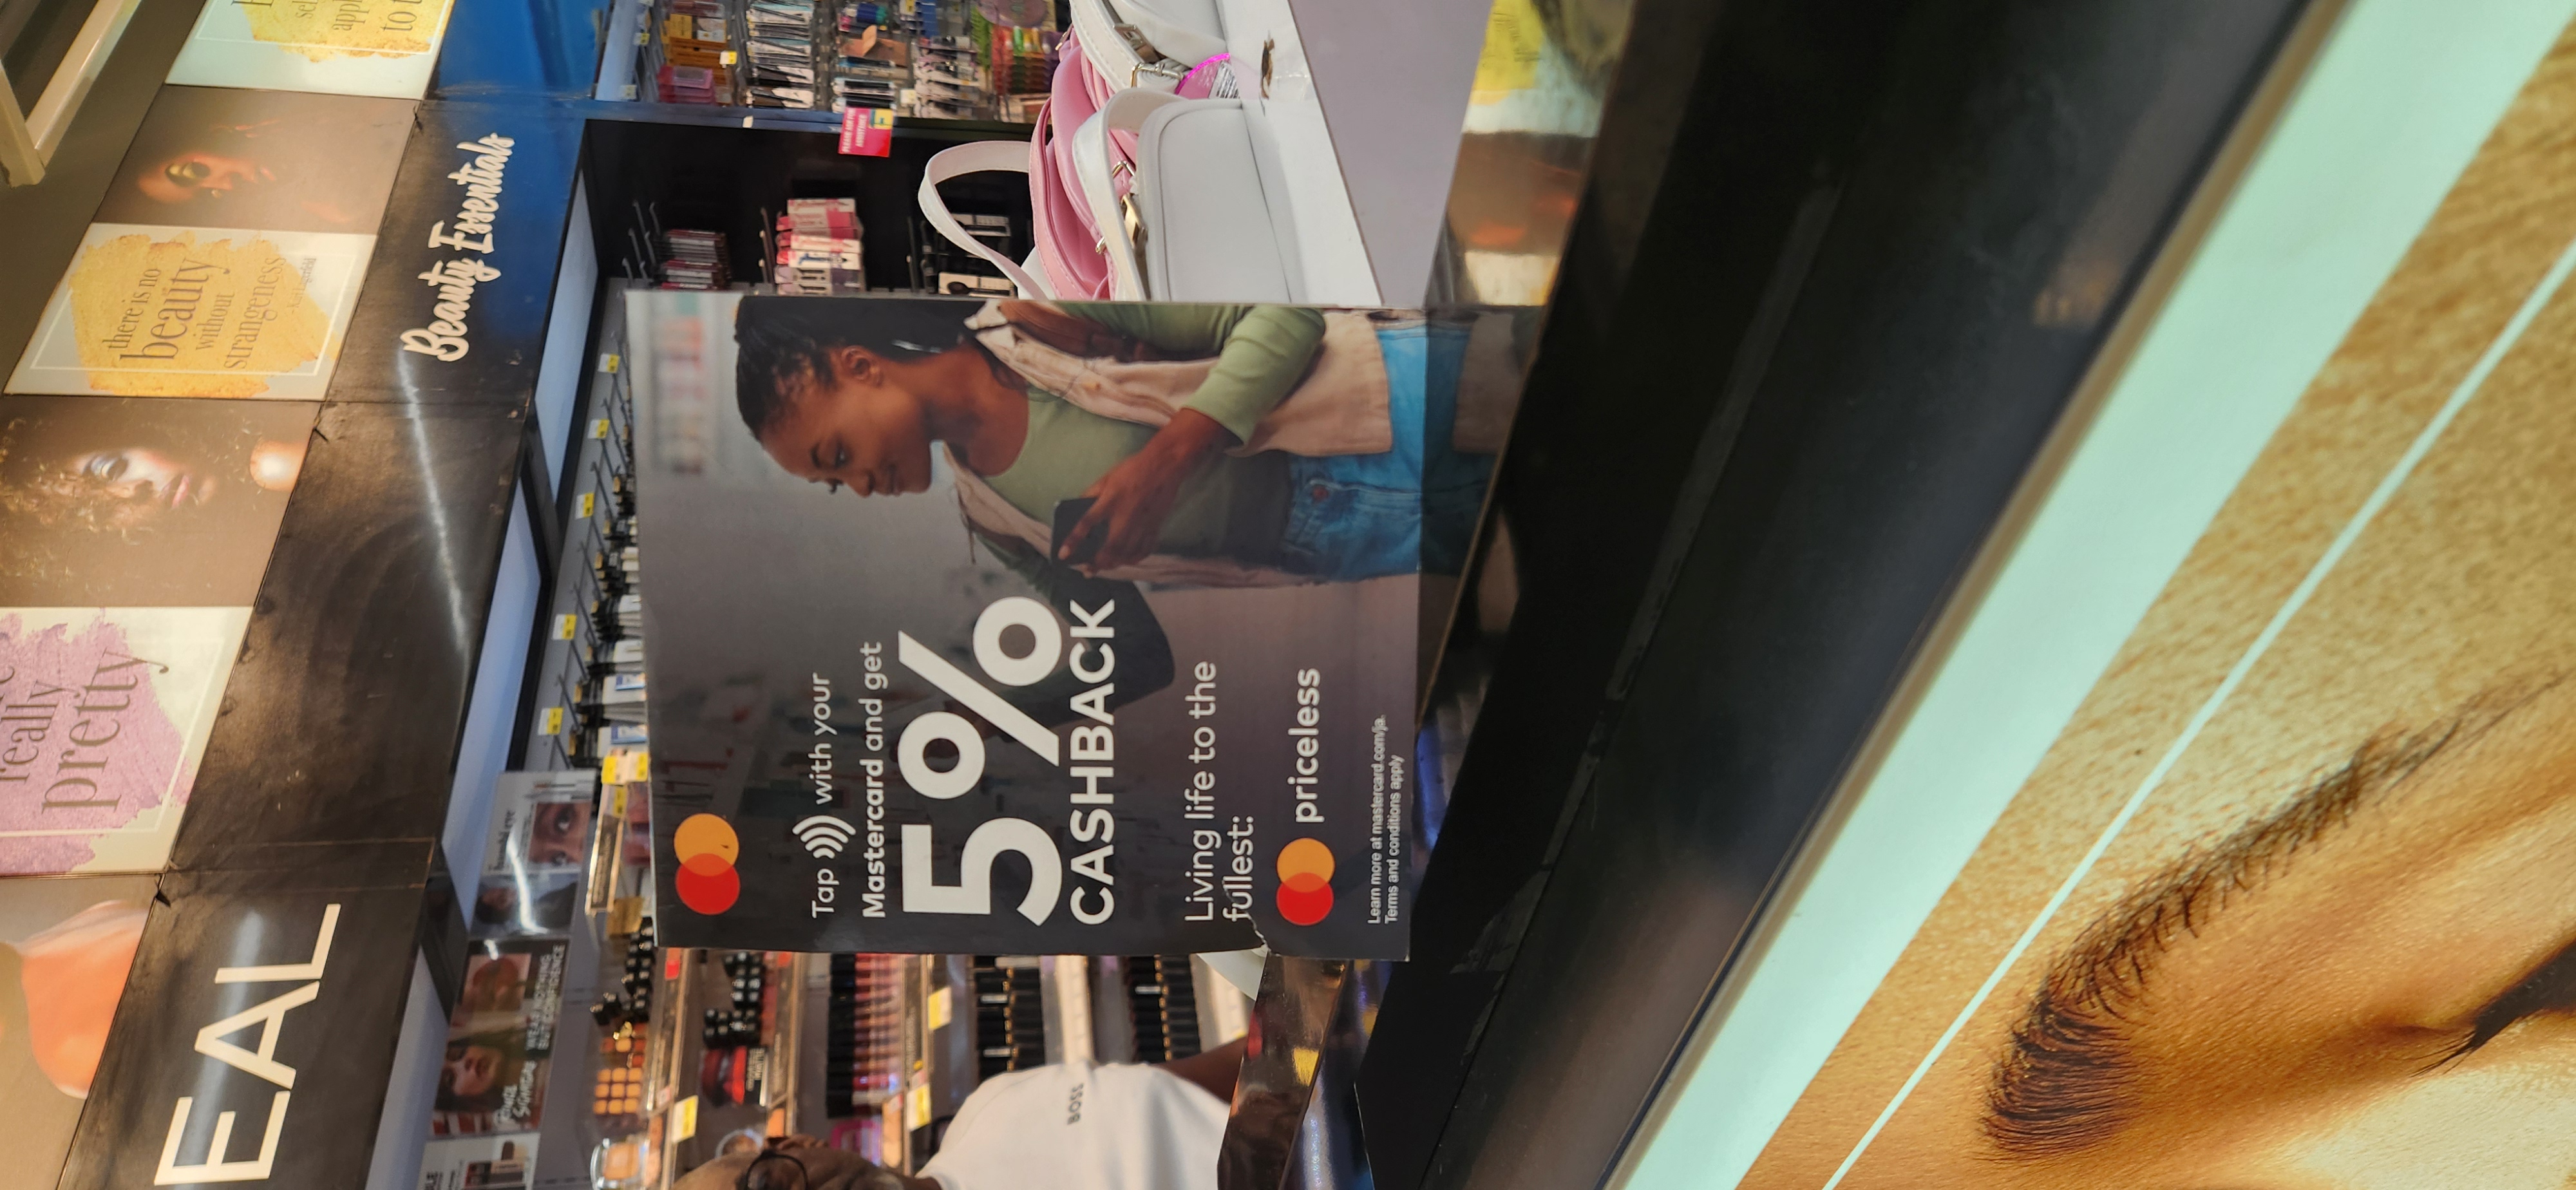 Tap with your
Mastercard and get
5%
CASHBACK
Living life to the
fullest:
priceless
Learn more at mastercard.com/ja.
Terms and conditions apply
Beauty Essentials
there is no
beauty
without
strangeness
really
pretty
EAL
BOSS